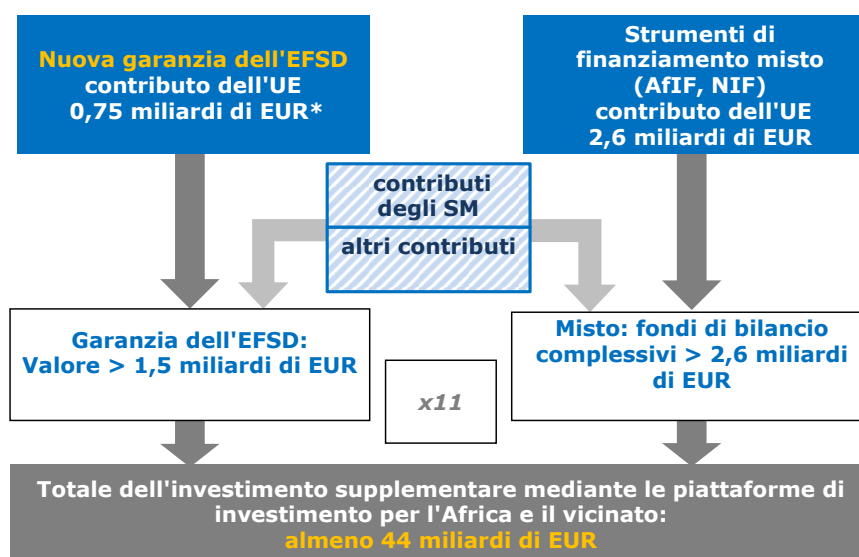 Nuova garanzia dell'EFSD
contributo dell'UE
0,75 miliardi di EUR*
Strumenti di
finanziamento misto
(AfIF, NIF)
contributo dell'UE
2,6 miliardi di EUR
contributi
degli SM
altri contributi
Garanzia dell'EFSD:
Valore > 1,5 miliardi di EUR
x11
Misto: fondi di bilancio
complessivi > 2,6 miliardi
di EUR
Totale dell'investimento supplementare mediante le piattaforme di
investimento per l'Africa e il vicinato:
almeno 44 miliardi di EUR